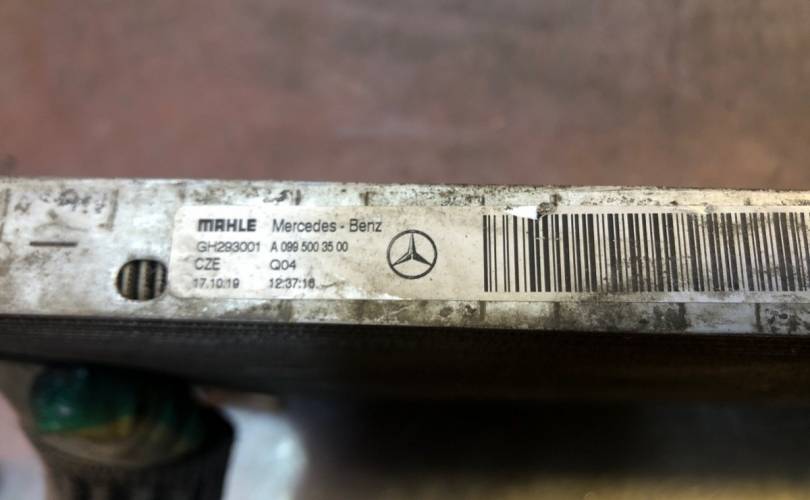 MAHLE Mercedes-Benz
GH293001 A 099 500 35 00
CZE Q04
17.10.19 12:37:16